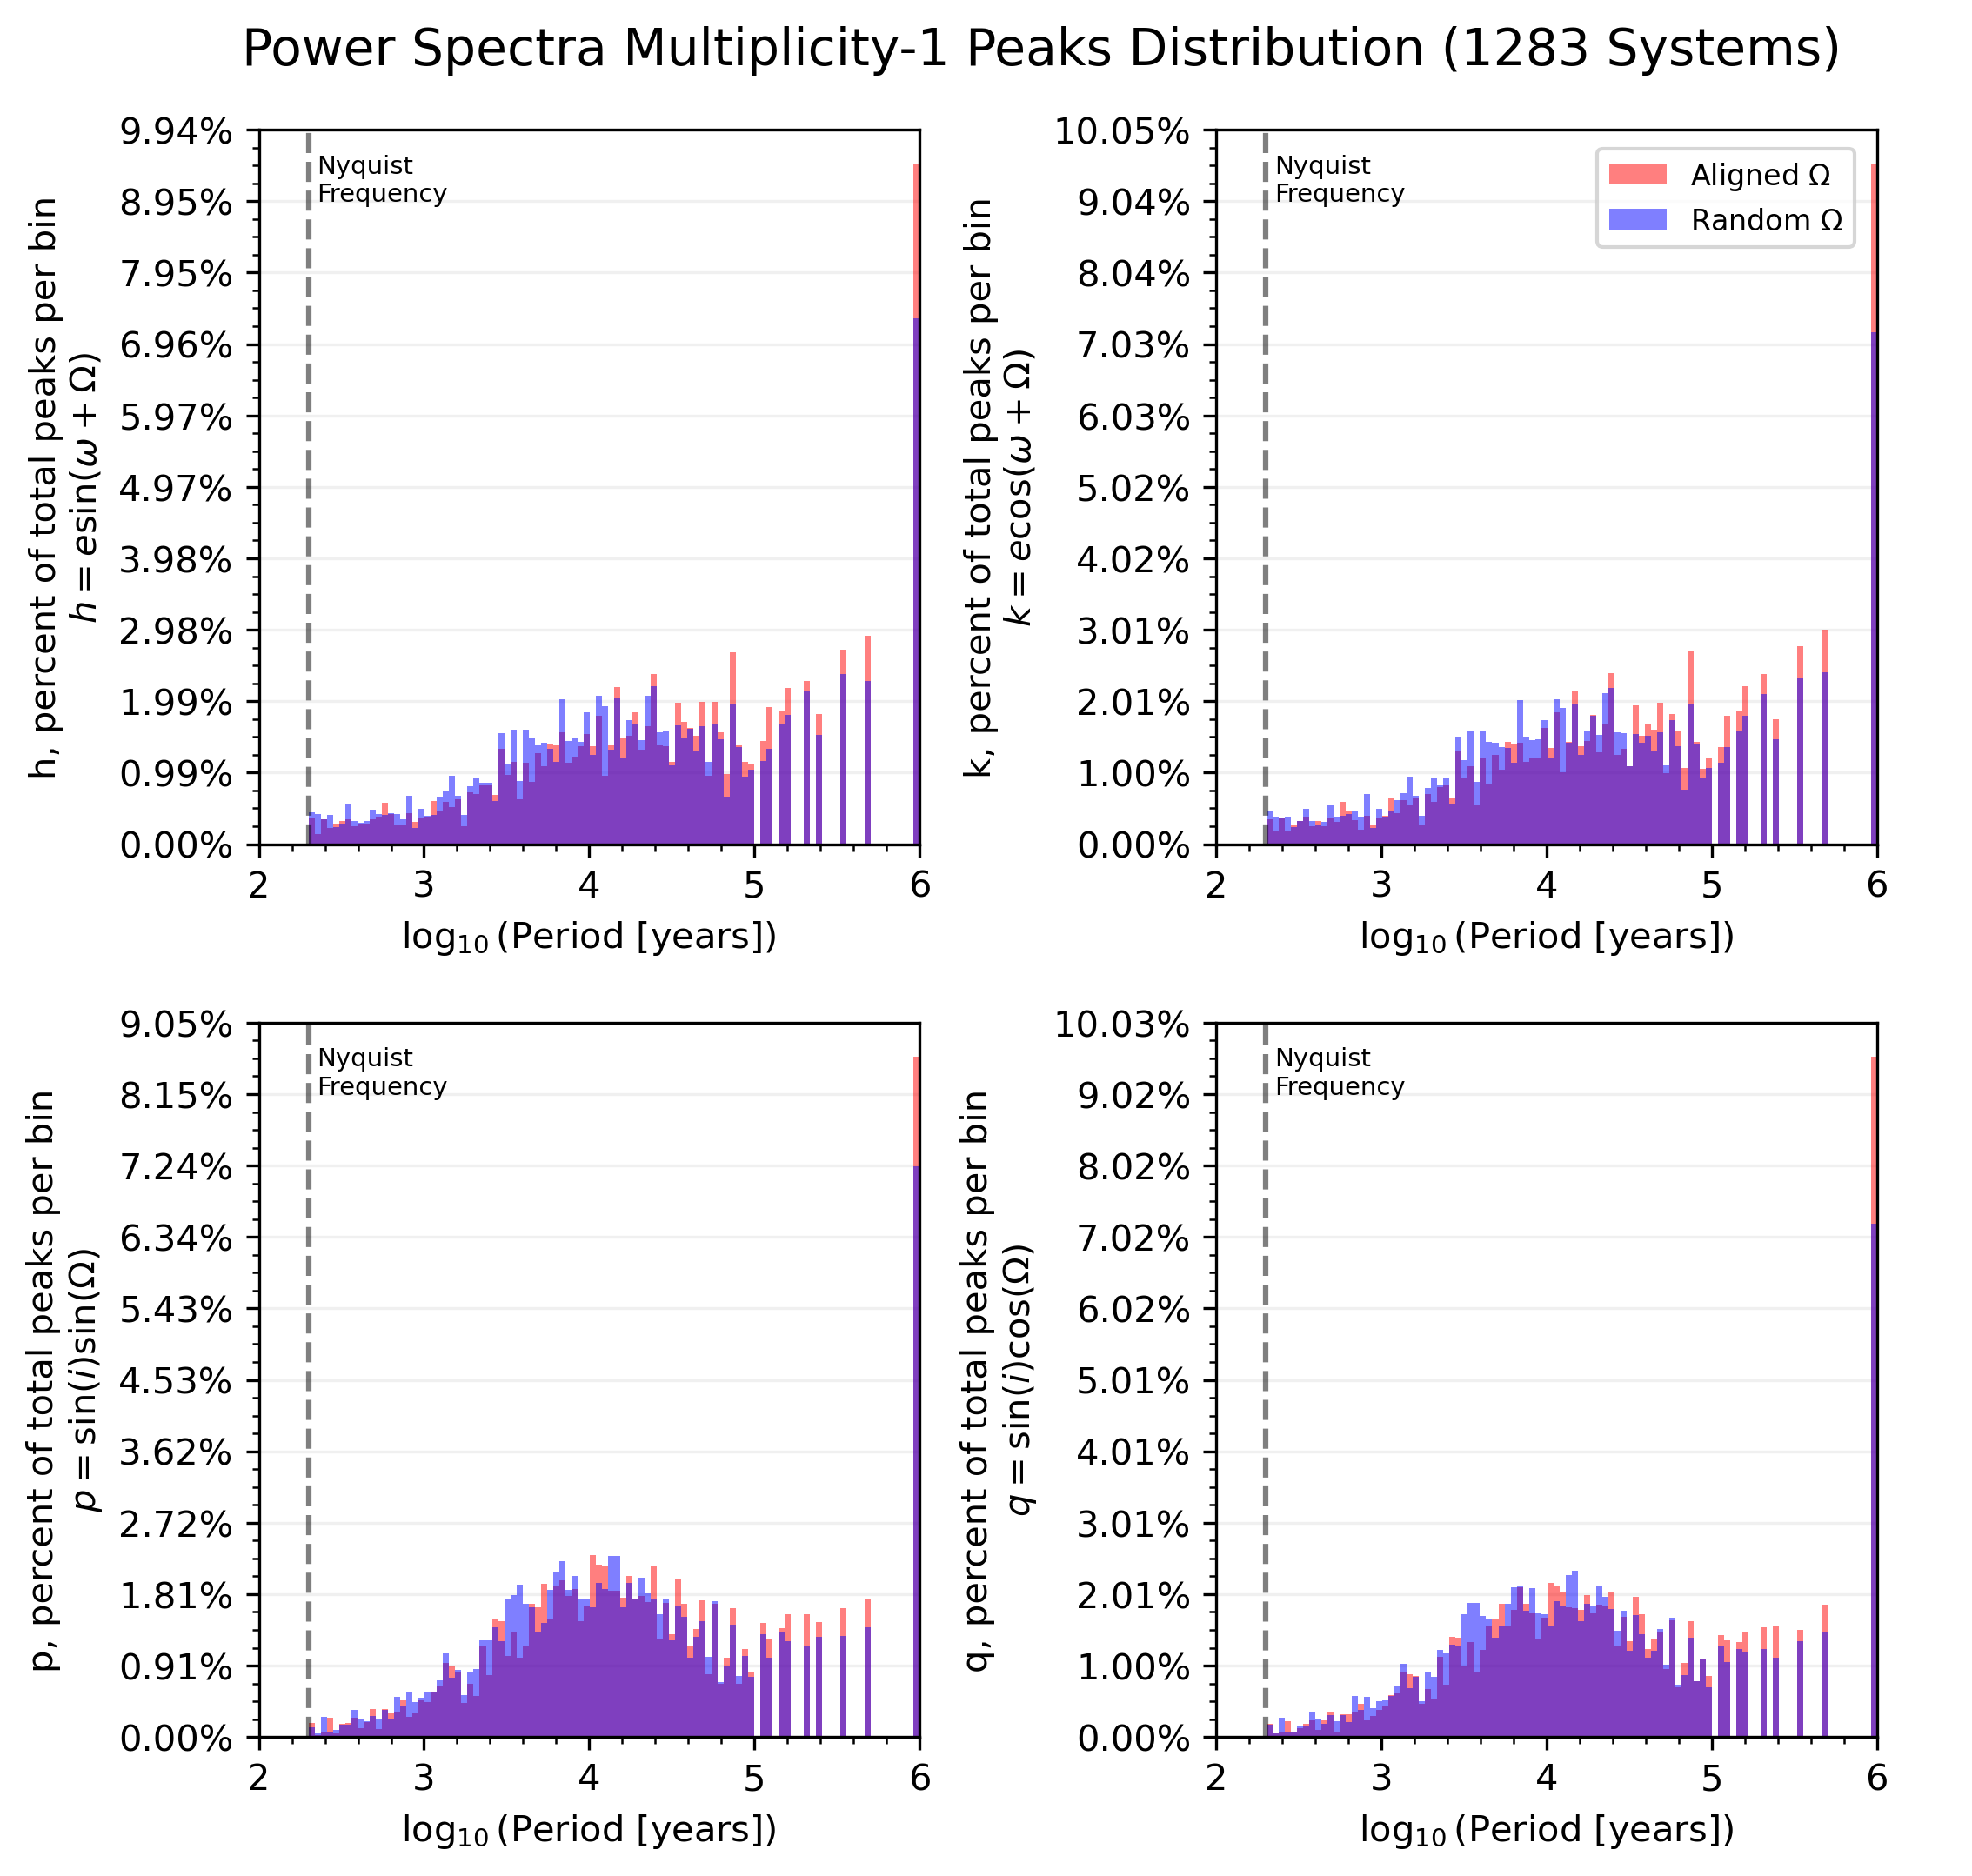 Power Spectra Multiplicity-1 Peaks Distribution (1283 Systems)
h, percent of total peaks per bin
h = esin(ω + Ω)
9.94%
8.95%
7.95%
6.96%
5.97%
4.97%
3.98%
2.98%
1.99%
0.99%
0.00%
Nyquist
Frequency
2 3 4 5 6
log₁₀(Period [years])
k, percent of total peaks per bin
k = ecos(ω + Ω)
10.05%
9.04%
8.04%
7.03%
6.03%
5.02%
4.02%
3.01%
2.01%
1.00%
0.00%
Nyquist
Frequency
Aligned Ω
Random Ω
2 3 4 5 6
log₁₀(Period [years])
p, percent of total peaks per bin
p = sin(i)sin(Ω)
9.05%
8.15%
7.24%
6.34%
5.43%
4.53%
3.62%
2.72%
1.81%
0.91%
0.00%
Nyquist
Frequency
2 3 4 5 6
log₁₀(Period [years])
q, percent of total peaks per bin
q = sin(i)cos(Ω)
10.03%
9.02%
8.02%
7.02%
6.02%
5.01%
4.01%
3.01%
2.01%
1.00%
0.00%
Nyquist
Frequency
2 3 4 5 6
log₁₀(Period [years])